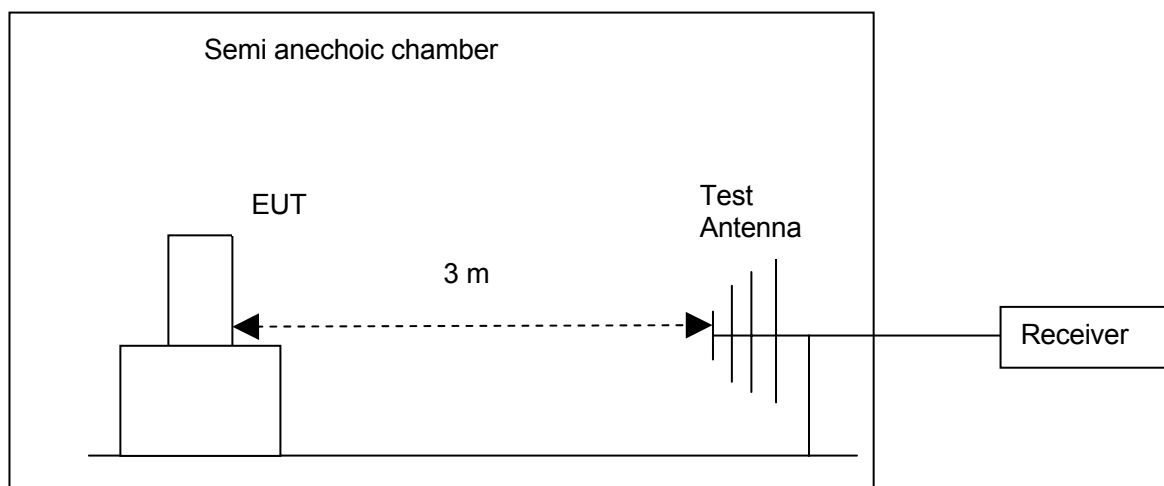 Semi anechoic chamber
EUT
Test
Antenna
3 m
Receiver